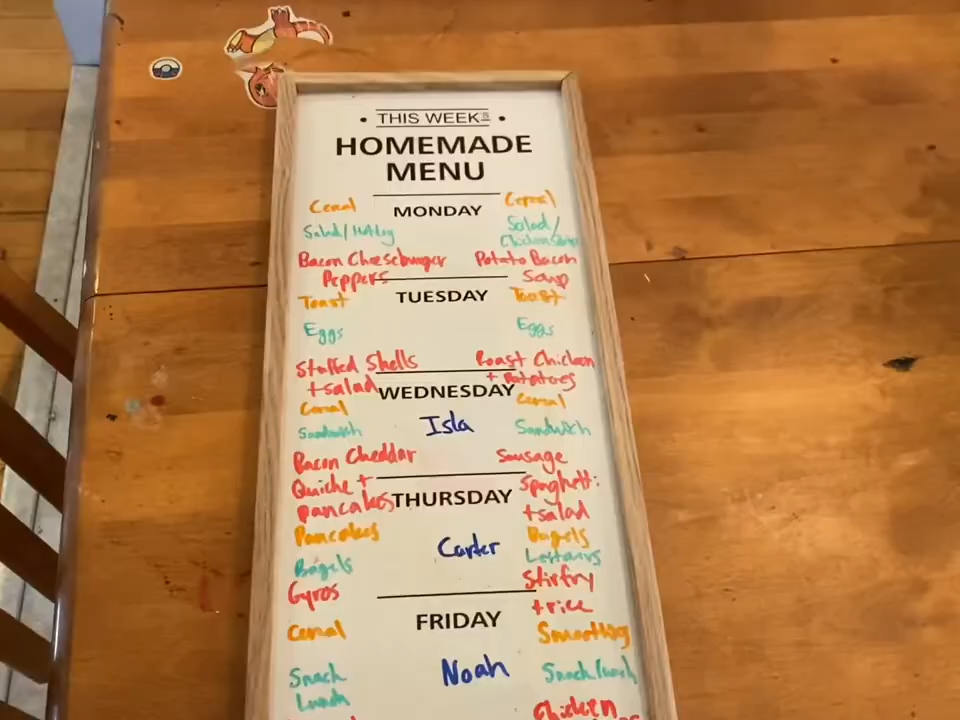 • THIS WEEK'S •
HOMEMADE
MENU
MONDAY
Cereal
Salad/Hotdog
Bacon Cheeseburger
Peppers
Cereal
Salad/
Potato Bacon
Soup
TUESDAY
Toast
Eggs
Stuffed Shells
+salad
Toast
Eggs
Roast Chicken
+ Potatoes
WEDNESDAY
Cereal
Sandwich
Bacon Cheddar
Quiche +
pancakes
Isla
Cereal
Sandwich
Sausage
Spaghetti
+salad
THURSDAY
Pancakes
Bagels
Gyros
Carter
Bagels
Leftovers
Stirfry
+rice
FRIDAY
Cereal
Snack
Lunch
Noah
Smoothies
Snack lunch
Chicken